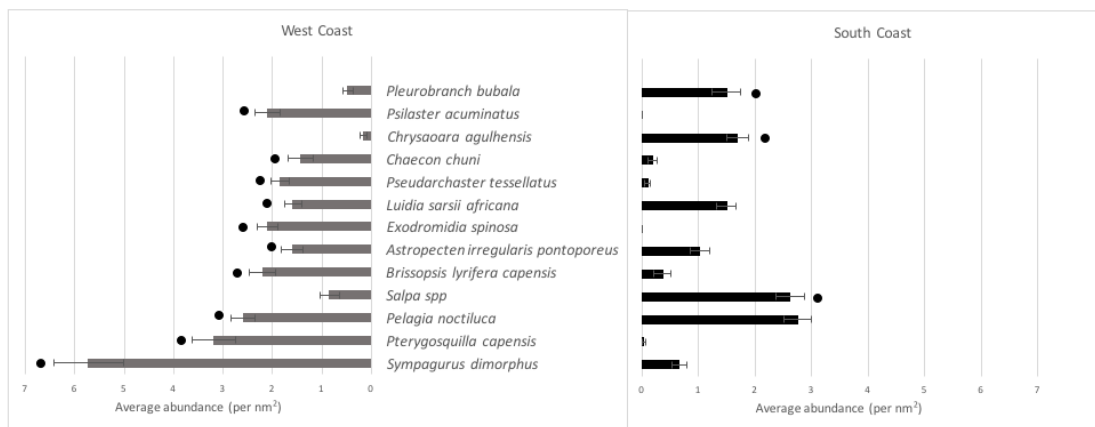 West Coast
South Coast
Pleurobranch bubala
Psilaster acuminatus
Chrysaoara agulhensis
Chaecon chuni
Pseudarchaster tessellatus
Luidia sarsii africana
Exodromidia spinosa
Astropecten irregularis pontoporeus
Brissopsis lyrifera capensis
Salpa spp
Pelagia noctiluca
Pterygosquilla capensis
Sympagurus dimorphus
7 6 5 4 3 2 1 0
0 1 2 3 4 5 6 7
Average abundance (per nm²)
Average abundance (per nm²)